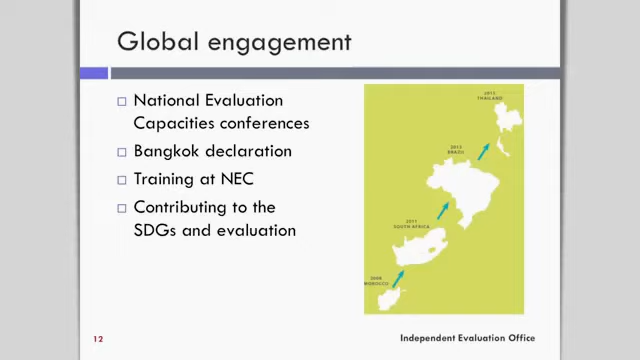 Global engagement
National Evaluation
Capacities conferences
Bangkok declaration
Training at NEC
Contributing to the
SDGs and evaluation
THAILAND
2013
BRAZIL
2011
SOUTH AFRICA
2009
MOROCCO
12
Independent Evaluation Office